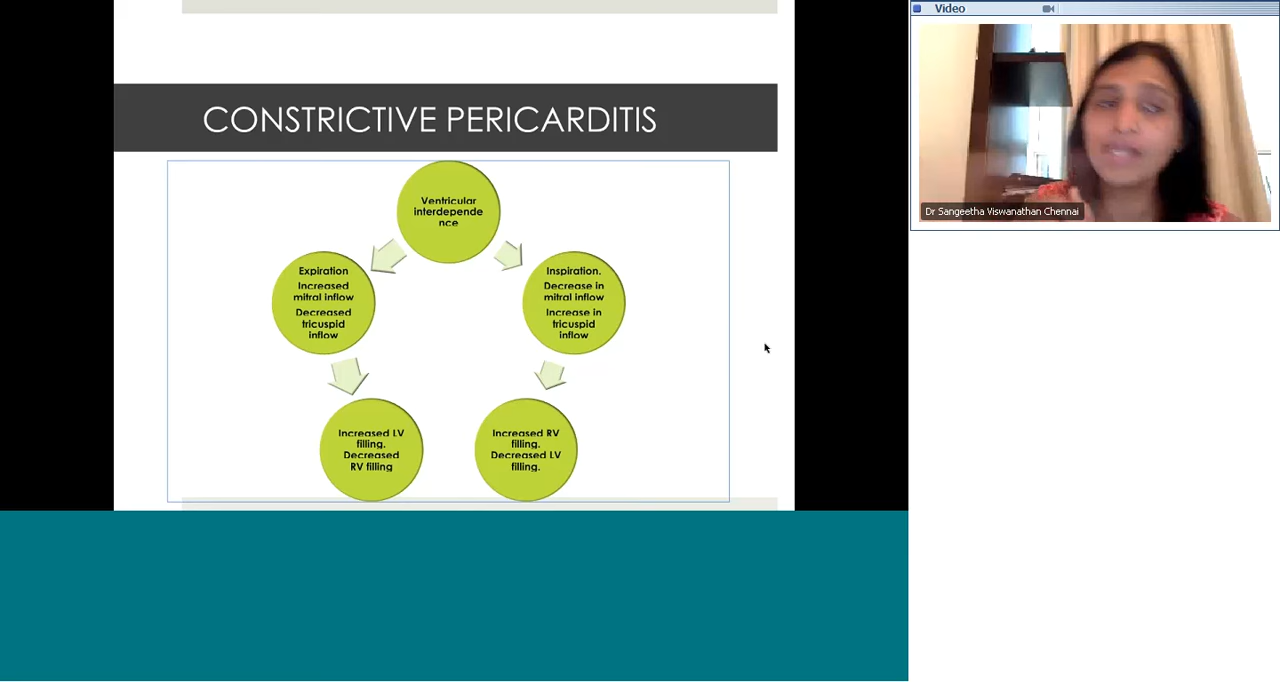 Video
CONSTRICTIVE PERICARDITIS
Ventricular
interdepende
nce
Expiration
Increased
mitral inflow
Decreased
tricuspid
inflow
Inspiration.
Decrease in
mitral inflow
Increase in
tricuspid
inflow
Increased LV
filling.
Decreased
RV filling
Increased RV
filling.
Decreased LV
filling.
Dr Sangeetha Viswanathan Chennai